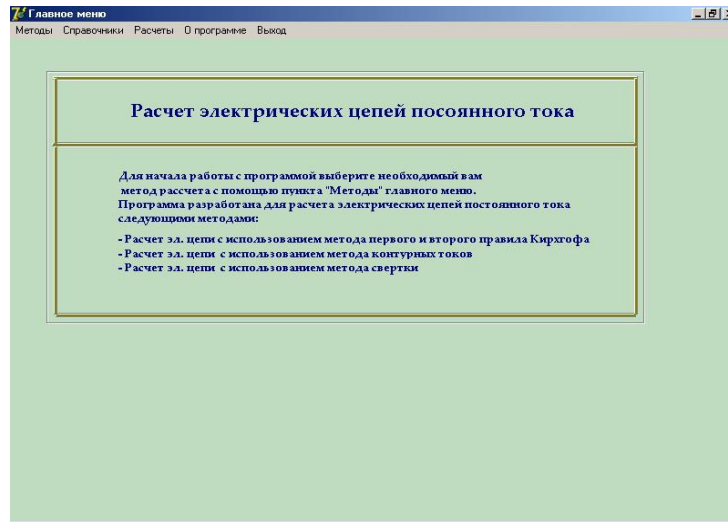 Главное меню
Методы Справочники Расчеты О программе Выход
Расчет электрических цепей посоянного тока
Для начала работы с программой выберите необходимый вам
метод рассчета с помощью пункта "Методы" главного меню.
Программа разработана для расчета электрических цепей постоянного тока
следующими методами:
- Расчет эл. цепи с использованием метода первого и второго правила Кирхгофа
- Расчет эл. цепи с использованием метода контурных токов
- Расчет эл. цепи с использованием метода свертки